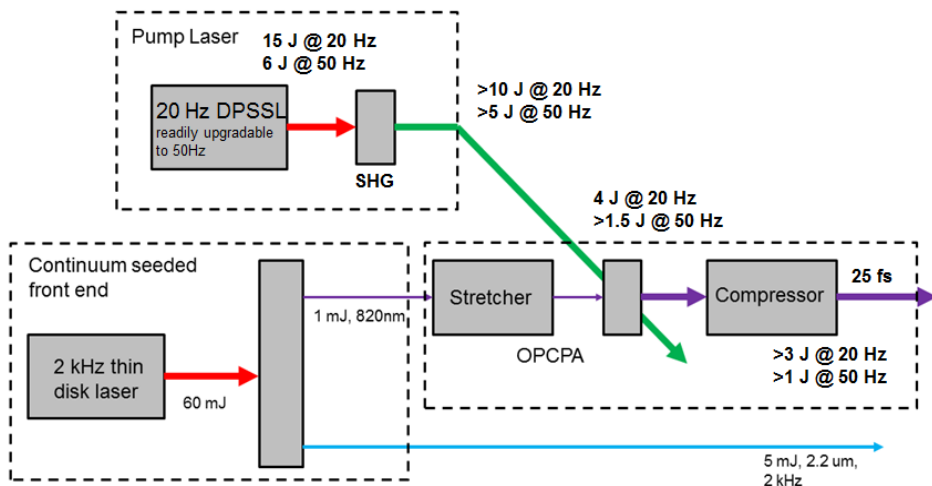 Pump Laser
15 J @ 20 Hz
6 J @ 50 Hz
20 Hz DPSSL
readily upgradable
to 50Hz
SHG
>10 J @ 20 Hz
>5 J @ 50 Hz
4 J @ 20 Hz
>1.5 J @ 50 Hz
Continuum seeded
front end
2 kHz thin
disk laser
60 mJ
1 mJ, 820nm
Stretcher
OPCPA
Compressor
25 fs
>3 J @ 20 Hz
>1 J @ 50 Hz
5 mJ, 2.2 um,
2 kHz